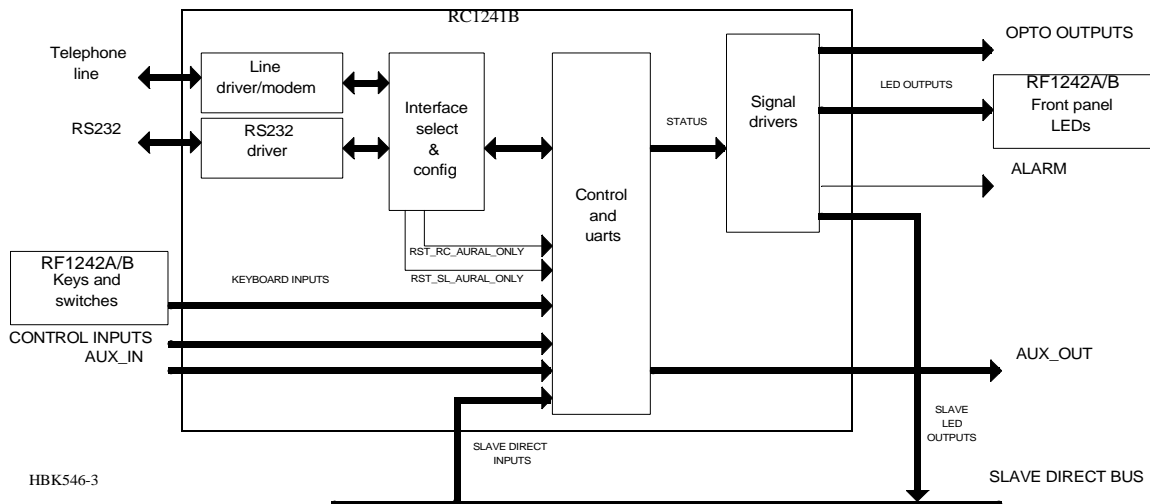 RC1241B
Telephone
line
Line
driver/modem
RS232
RS232
driver
Interface
select
&
config
STATUS
Signal
drivers
OPTO OUTPUTS
LED OUTPUTS
RF1242A/B
Front panel
LEDs
ALARM
Control
and
uarts
RST_RC_AURAL_ONLY
RST_SL_AURAL_ONLY
RF1242A/B
Keys and
switches
KEYBOARD INPUTS
CONTROL INPUTS
AUX_IN
AUX_OUT
SLAVE
LED
OUTPUTS
SLAVE DIRECT
INPUTS
HBK546-3
SLAVE DIRECT BUS